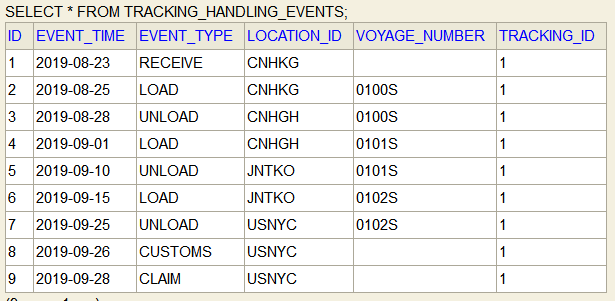 SELECT * FROM TRACKING_HANDLING_EVENTS;
ID EVENT_TIME EVENT_TYPE LOCATION_ID VOYAGE_NUMBER TRACKING_ID
1 2019-08-23 RECEIVE CNHKG 1
2 2019-08-25 LOAD CNHKG 0100S 1
3 2019-08-28 UNLOAD CNHGH 0100S 1
4 2019-09-01 LOAD CNHGH 0101S 1
5 2019-09-10 UNLOAD JNTKO 0101S 1
6 2019-09-15 LOAD JNTKO 0102S 1
7 2019-09-25 UNLOAD USNYC 0102S 1
8 2019-09-26 CUSTOMS USNYC 1
9 2019-09-28 CLAIM USNYC 1